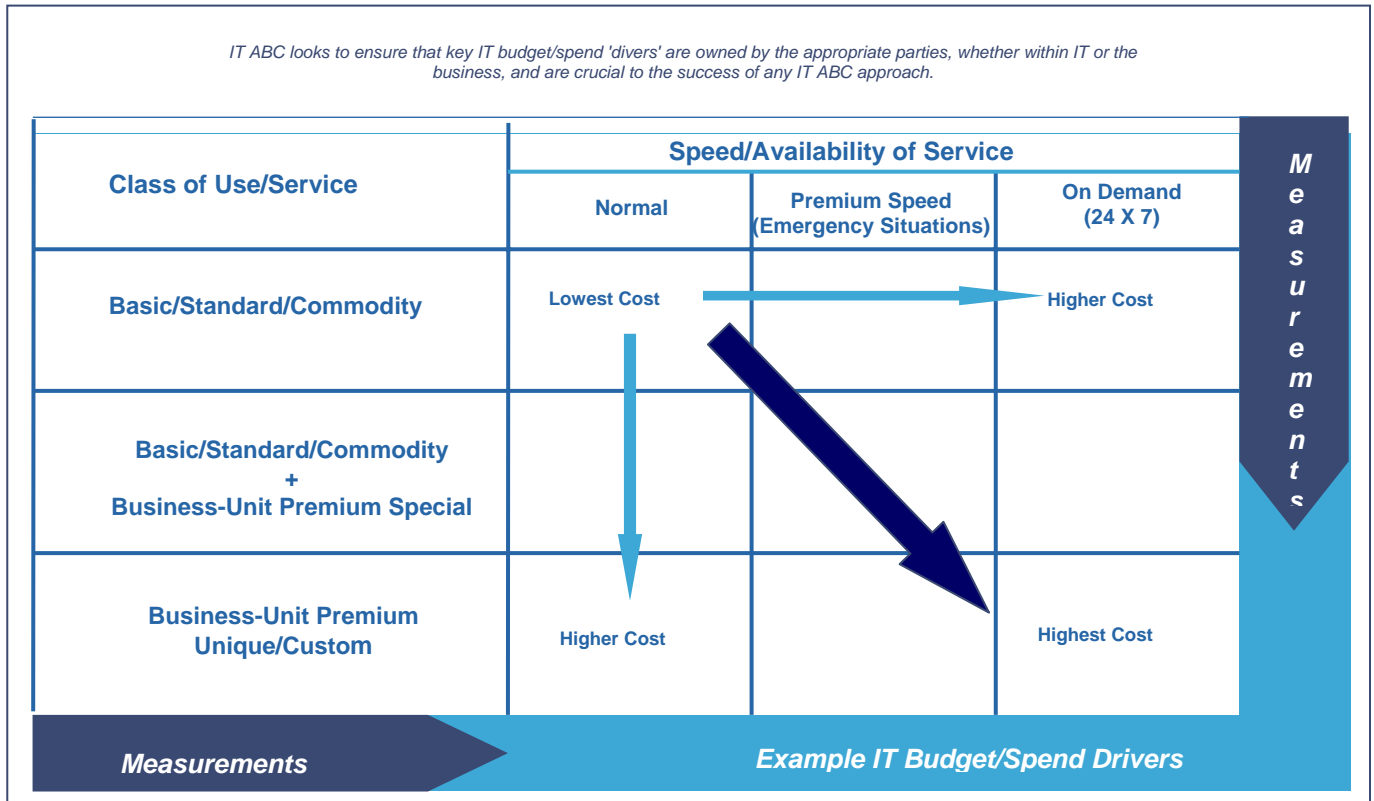 IT ABC looks to ensure that key IT budget/spend 'divers' are owned by the appropriate parties, whether within IT or the
business, and are crucial to the success of any IT ABC approach.
Class of Use/Service
Speed/Availability of Service
Normal
Premium Speed
(Emergency Situations)
On Demand
(24 X 7)
Basic/Standard/Commodity
Lowest Cost
Higher Cost
Basic/Standard/Commodity
+
Business-Unit Premium Special
Business-Unit Premium
Unique/Custom
Higher Cost
Highest Cost
Measurements
Measurements
Example IT Budget/Spend Drivers